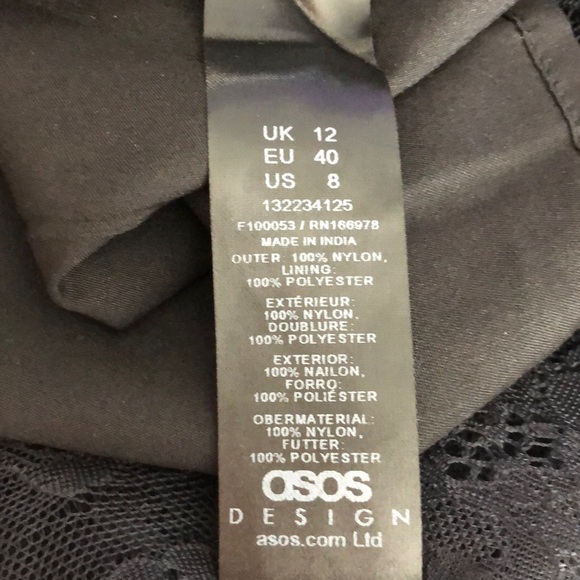 UK 12
EU 40
US 8
132234125
F100053 / RN166978
MADE IN INDIA
OUTER: 100% NYLON,
LINING:
100% POLYESTER
EXTÉRIEUR:
100% NYLON,
DOUBLURE:
100% POLYESTER
EXTERIOR:
100% NAILON,
FORRO:
100% POLIÉSTER
OBERMATERIAL:
100% NYLON,
FUTTER:
100% POLYESTER
asos
DESIGN
asos.com Ltd